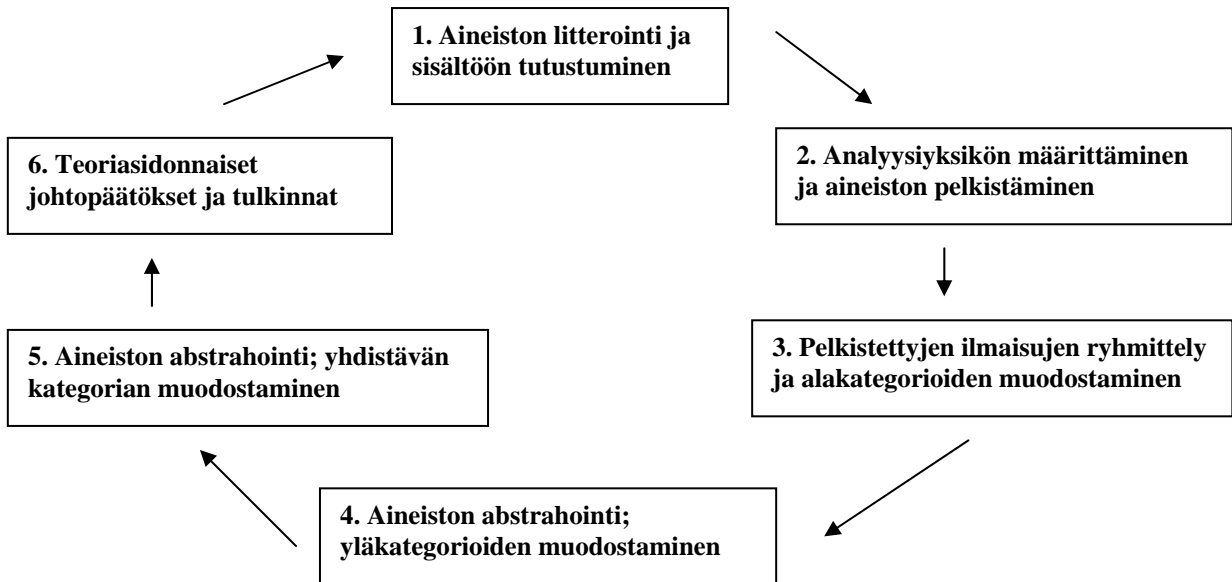 1. Aineiston litterointi ja
sisältöön tutustuminen
2. Analyysiyksikön määrittäminen
ja aineiston pelkistäminen
3. Pelkistettyjen ilmaisujen ryhmittely
ja alakategorioiden muodostaminen
4. Aineiston abstrahointi;
yläkategorioiden muodostaminen
5. Aineiston abstrahointi; yhdistävän
kategorian muodostaminen
6. Teoriasidonnaiset
johtopäätökset ja tulkinnat